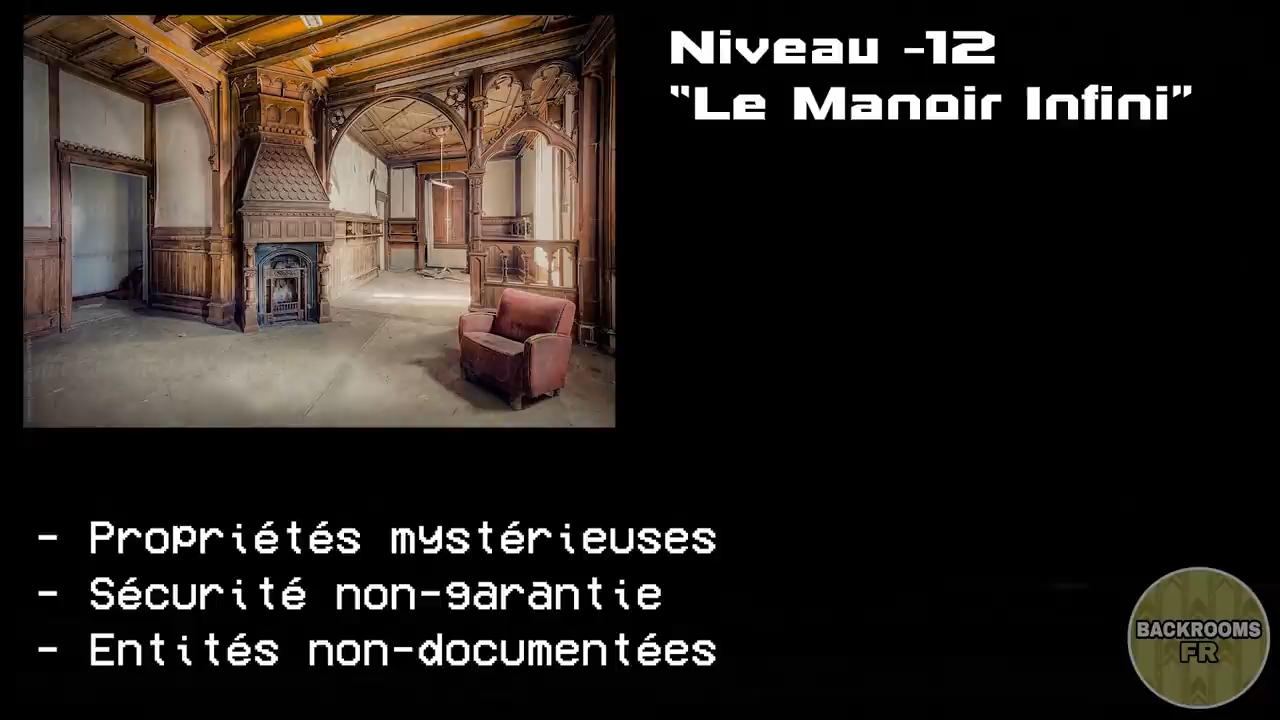 Niveau -12
"Le Manoir Infini"
- Propriétés mystérieuses
- Sécurité non-garantie
- Entités non-documentées
BACKROOMS
FR